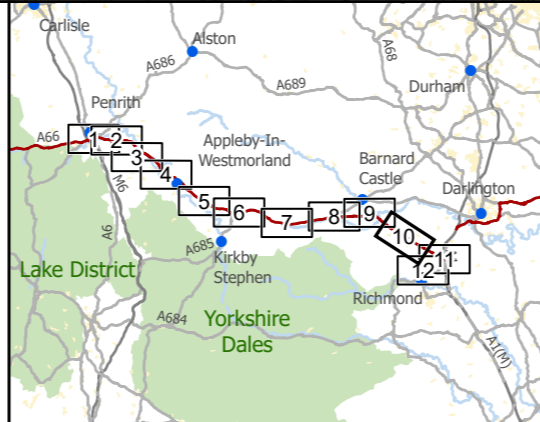 Carlisle
Alston
A686
A68
A689
Durham
Penrith
A66
1
2
3
4
5
6
7
8
9
10
11
12
Appleby-In-
Westmorland
Barnard
Castle
Darlington
M6
A6
A685
Kirkby
Stephen
Lake District
Richmond
A684
Yorkshire
Dales
A1(M)